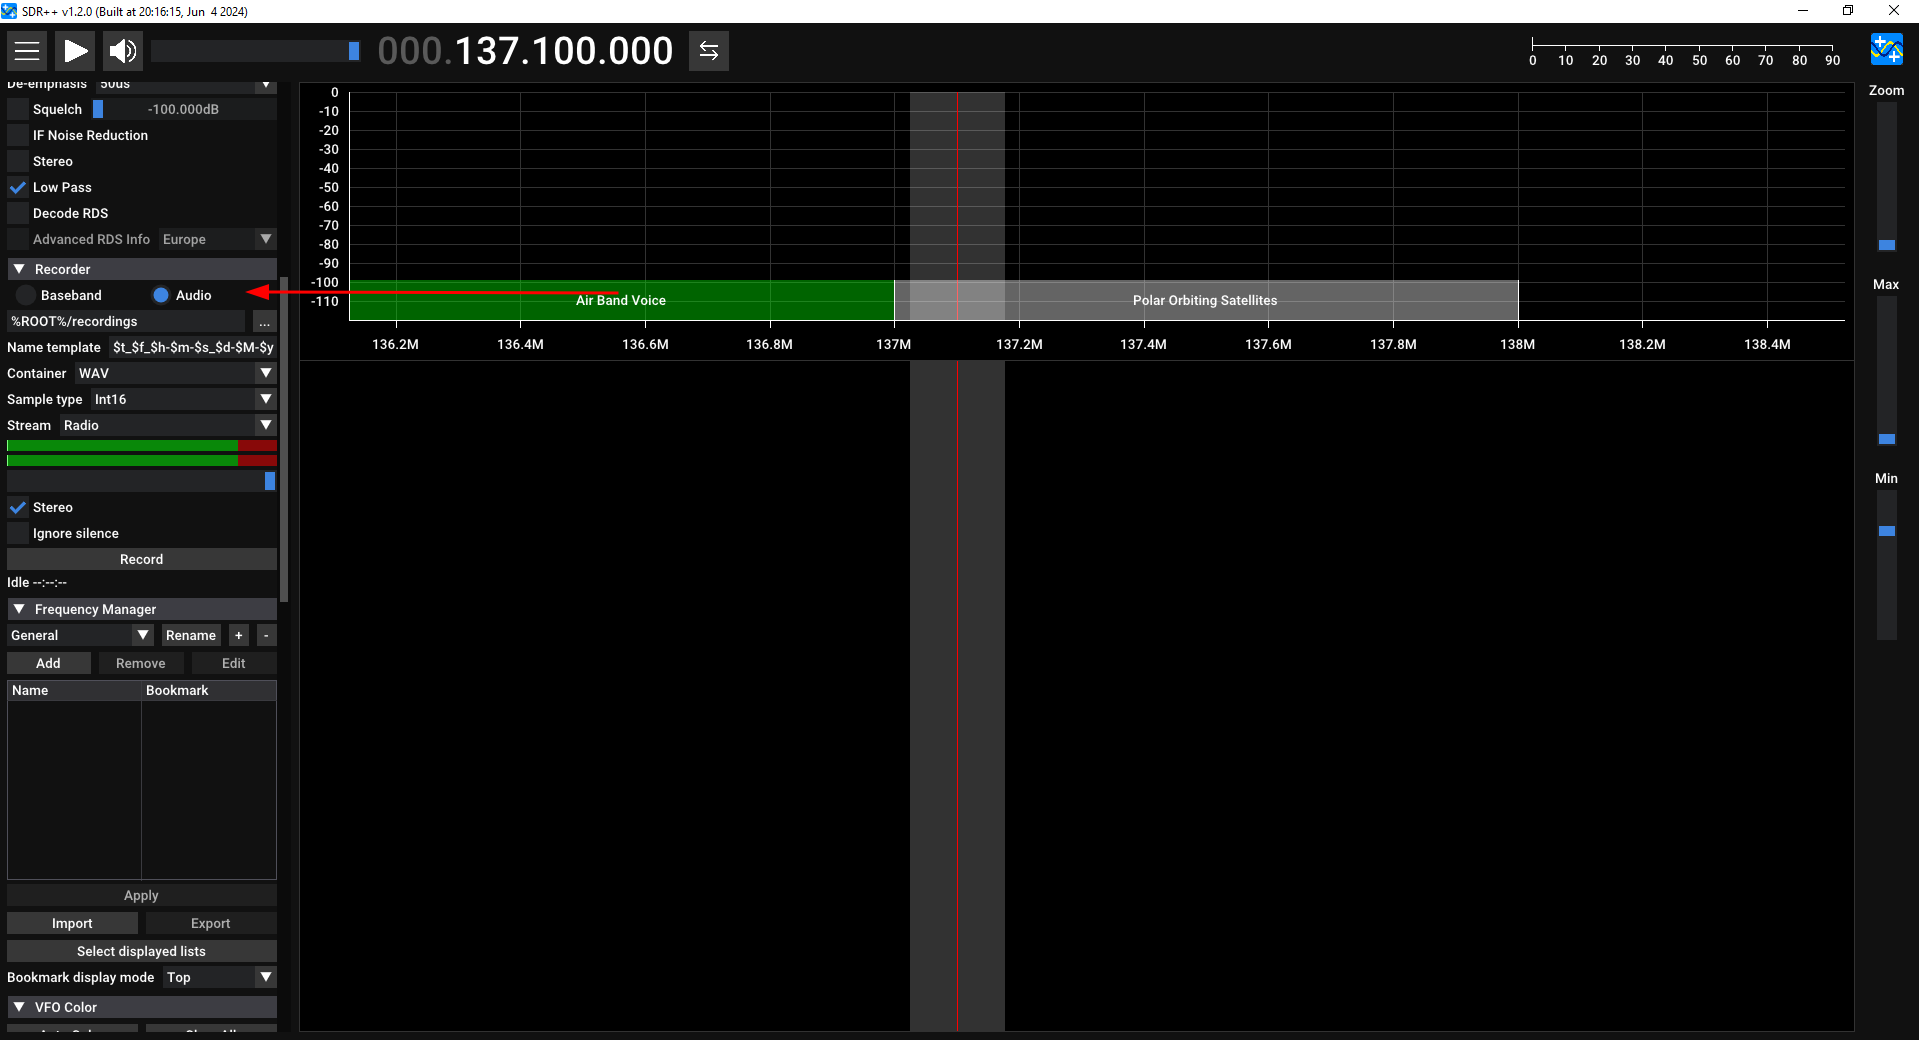 SDR++ v1.2.0 (Built at 20:16:15, Jun 4 2024)
000.137.100.000
0 10 20 30 40 50 60 70 80 90
De-emphasis 50us
Squelch -100.000dB
IF Noise Reduction
Stereo
Low Pass
Decode RDS
Advanced RDS Info Europe
Recorder
Baseband Audio
%ROOT%/recordings ...
Name template $t_$f_$h-$m-$s_$d-$M-$y
Container WAV
Sample type Int16
Stream Radio
Stereo
Ignore silence
Record
Idle --:--:--
Frequency Manager
General Rename + -
Add Remove Edit
Name Bookmark
Apply
Import Export
Select displayed lists
Bookmark display mode Top
VFO Color
0
-10
-20
-30
-40
-50
-60
-70
-80
-90
-100
-110
Air Band Voice Polar Orbiting Satellites
136.2M 136.4M 136.6M 136.8M 137M 137.2M 137.4M 137.6M 137.8M 138M 138.2M 138.4M
Zoom
Max
Min